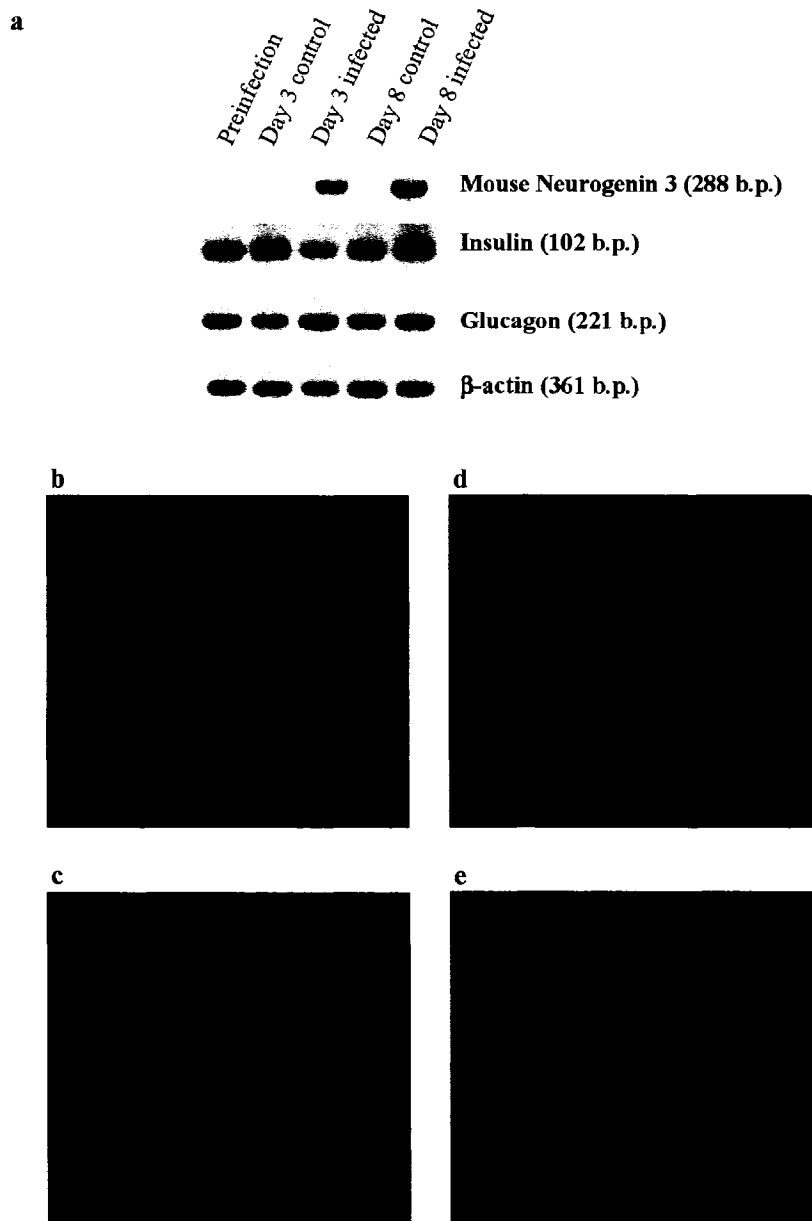 a
Preinfection
Day 3 control
Day 3 infected
Day 8 control
Day 8 infected
Mouse Neurogenin 3 (288 b.p.)
Insulin (102 b.p.)
Glucagon (221 b.p.)
β-actin (361 b.p.)
b
d
c
e